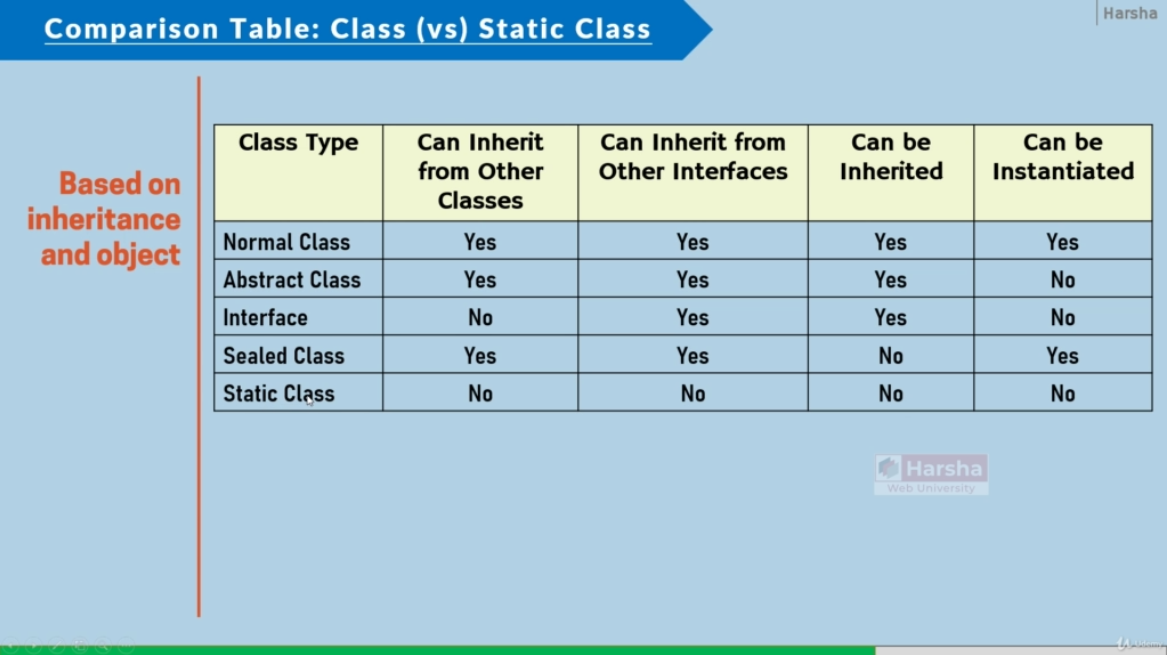 Comparison Table: Class (vs) Static Class
Harsha
Based on
inheritance
and object
Class Type Can Inherit from Other Classes Can Inherit from Other Interfaces Can be Inherited Can be Instantiated
Normal Class Yes Yes Yes Yes
Abstract Class Yes Yes Yes No
Interface No Yes Yes No
Sealed Class Yes Yes No Yes
Static Class No No No No
Harsha
Web University
Udemy